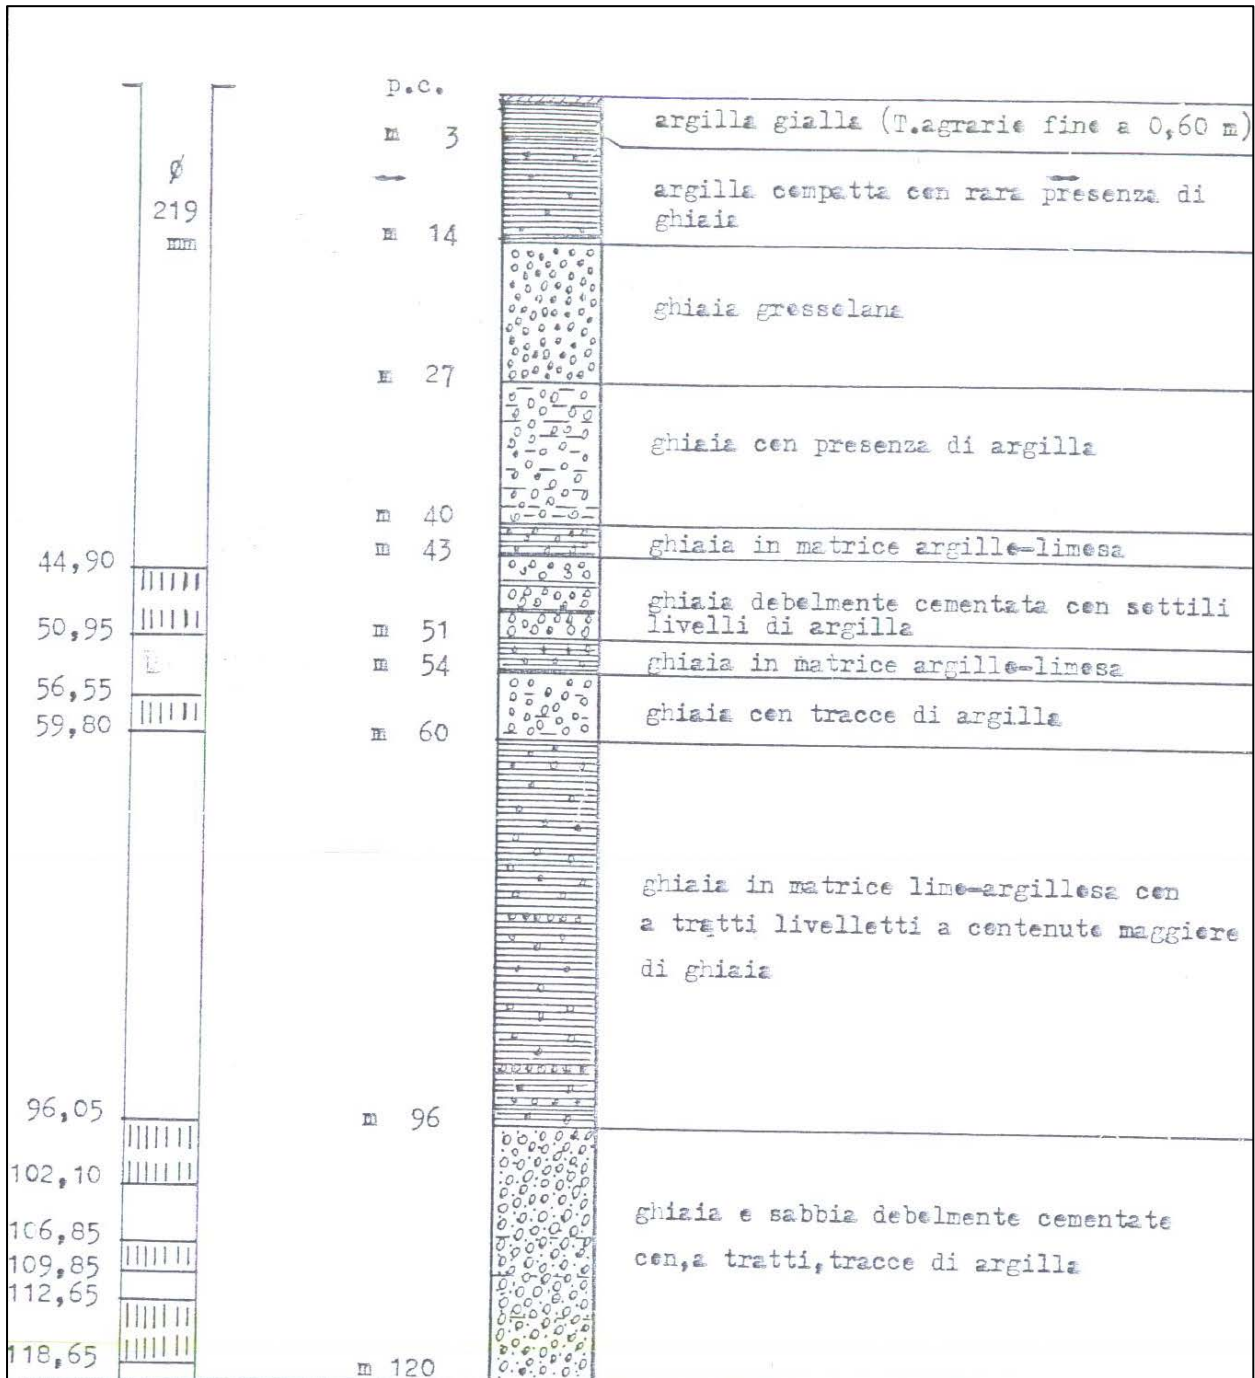 p.c.
m 3
argilla gialla (T.agrario fino a 0,60 m)
ø
219
mm
argilla compatta con rara presenza di
ghiaia
m 14
ghiaia grossolana
m 27
ghiaia con presenza di argilla
m 40
m 43
ghiaia in matrice argillo-limosa
44,90
ghiaia debolmente cementata con sottili
livelli di argilla
50,95
m 51
m 54
ghiaia in matrice argillo-limosa
56,55
59,80
ghiaia con tracce di argilla
m 60
ghiaia in matrice limo-argillosa con
a tratti livelletti a contenuto maggiore
di ghiaia
96,05
m 96
102,10
106,85
109,85
112,65
ghiaia e sabbia debolmente cementate
con,a tratti,tracce di argilla
118,65
m 120